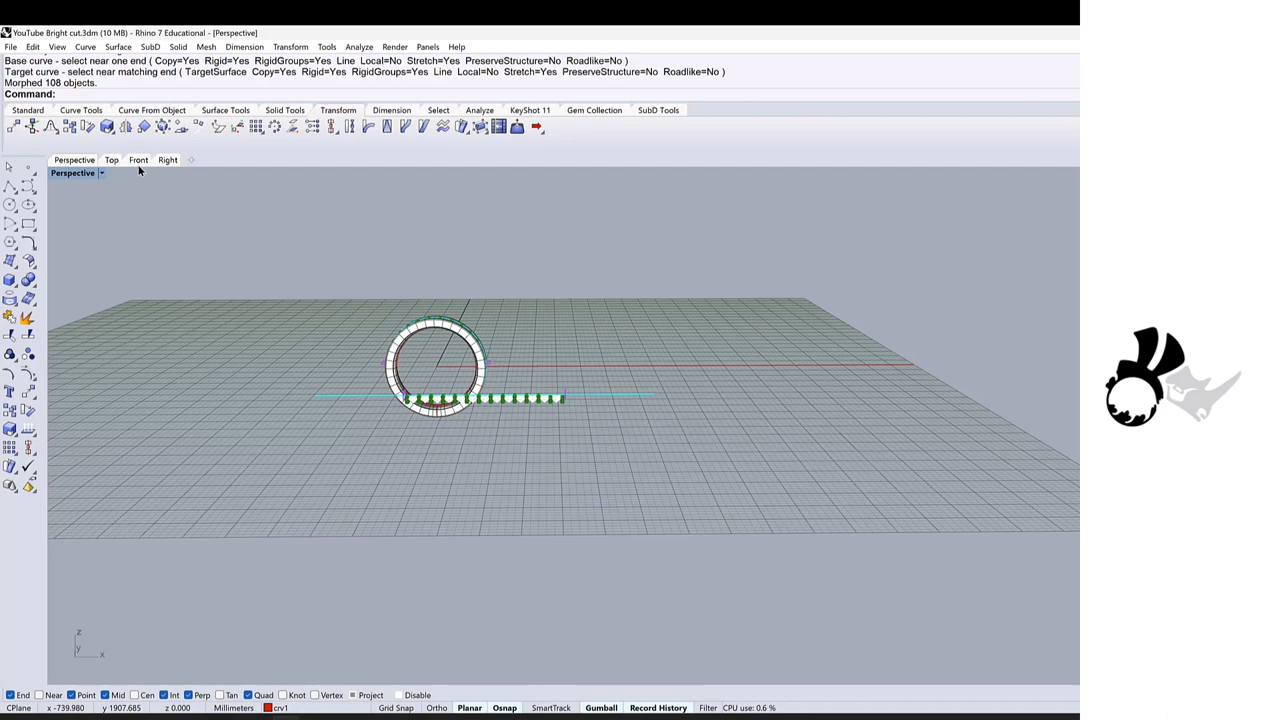 YouTube Bright cut.3dm (10 MB) - Rhino 7 Educational - [Perspective]
File Edit View Curve Surface SubD Solid Mesh Dimension Transform Tools Analyze Render Panels Help
Base curve - select near one end ( Copy=Yes Rigid=Yes RigidGroups=Yes Line Local=No Stretch=Yes PreserveStructure=No Roadlike=No )
Target curve - select near matching end ( TargetSurface Copy=Yes Rigid=Yes RigidGroups=Yes Line Local=No Stretch=Yes PreserveStructure=No Roadlike=No )
Morphed 108 objects.
Command:
Standard Curve Tools Curve From Object Surface Tools Solid Tools Transform Dimension Select Analyze KeyShot 11 Gem Collection SubD Tools
Perspective Top Front Right
Perspective
z
y
x
End Near Point Mid Cen Int Perp Tan Quad Knot Vertex Project Disable
CPlane x -739.980 y 1907.685 z 0.000 Millimeters crv1 Grid Snap Ortho Planar Osnap SmartTrack Gumball Record History Filter CPU use: 0.6 %